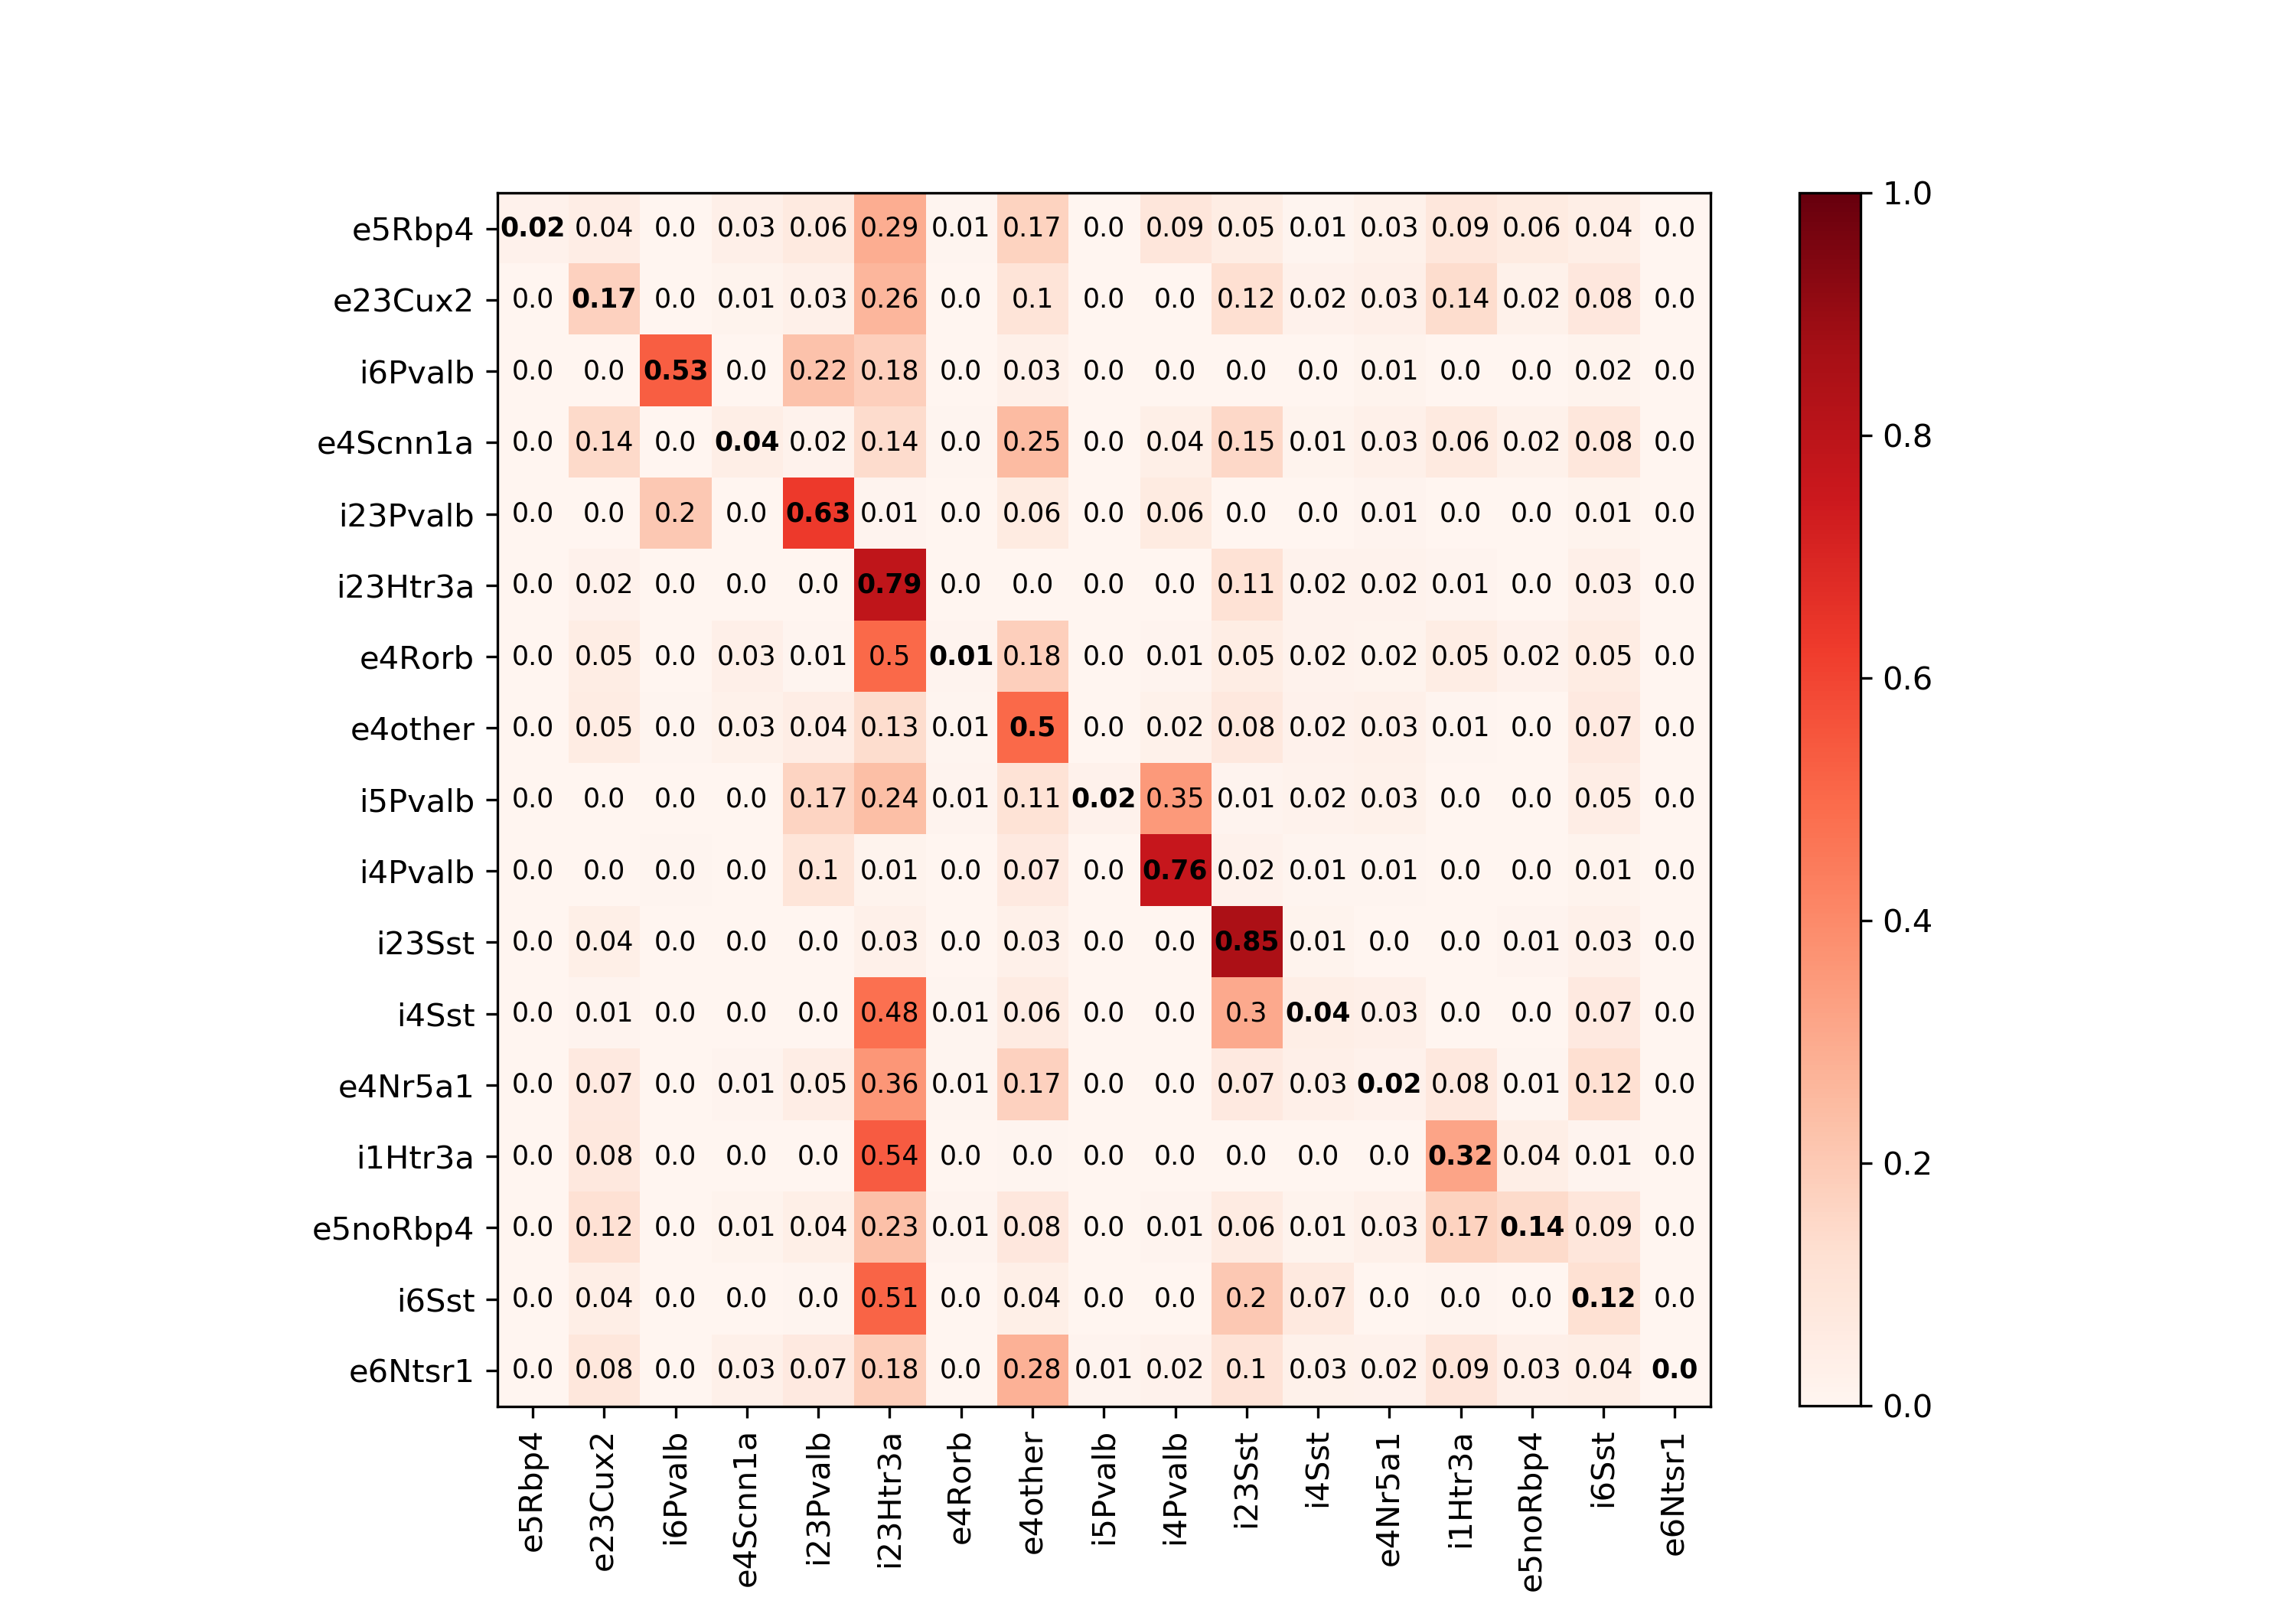 e5Rbp4 0.02 0.04 0.0 0.03 0.06 0.29 0.01 0.17 0.0 0.09 0.05 0.01 0.03 0.09 0.06 0.04 0.0
e23Cux2 0.0 0.17 0.0 0.01 0.03 0.26 0.0 0.1 0.0 0.0 0.12 0.02 0.03 0.14 0.02 0.08 0.0
i6Pvalb 0.0 0.0 0.53 0.0 0.22 0.18 0.0 0.03 0.0 0.0 0.0 0.0 0.01 0.0 0.0 0.02 0.0
e4Scnn1a 0.0 0.14 0.0 0.04 0.02 0.14 0.0 0.25 0.0 0.04 0.15 0.01 0.03 0.06 0.02 0.08 0.0
i23Pvalb 0.0 0.0 0.2 0.0 0.63 0.01 0.0 0.06 0.0 0.06 0.0 0.0 0.01 0.0 0.0 0.01 0.0
i23Htr3a 0.0 0.02 0.0 0.0 0.0 0.79 0.0 0.0 0.0 0.0 0.11 0.02 0.02 0.01 0.0 0.03 0.0
e4Rorb 0.0 0.05 0.0 0.03 0.01 0.5 0.01 0.18 0.0 0.01 0.05 0.02 0.02 0.05 0.02 0.05 0.0
e4other 0.0 0.05 0.0 0.03 0.04 0.13 0.01 0.5 0.0 0.02 0.08 0.02 0.03 0.01 0.0 0.07 0.0
i5Pvalb 0.0 0.0 0.0 0.0 0.17 0.24 0.01 0.11 0.02 0.35 0.01 0.02 0.03 0.0 0.0 0.05 0.0
i4Pvalb 0.0 0.0 0.0 0.0 0.1 0.01 0.0 0.07 0.0 0.76 0.02 0.01 0.01 0.0 0.0 0.01 0.0
i23Sst 0.0 0.04 0.0 0.0 0.0 0.03 0.0 0.03 0.0 0.0 0.85 0.01 0.0 0.0 0.01 0.03 0.0
i4Sst 0.0 0.01 0.0 0.0 0.0 0.48 0.01 0.06 0.0 0.0 0.3 0.04 0.03 0.0 0.0 0.07 0.0
e4Nr5a1 0.0 0.07 0.0 0.01 0.05 0.36 0.01 0.17 0.0 0.0 0.07 0.03 0.02 0.08 0.01 0.12 0.0
i1Htr3a 0.0 0.08 0.0 0.0 0.0 0.54 0.0 0.0 0.0 0.0 0.0 0.0 0.0 0.32 0.04 0.01 0.0
e5noRbp4 0.0 0.12 0.0 0.01 0.04 0.23 0.01 0.08 0.0 0.01 0.06 0.01 0.03 0.17 0.14 0.09 0.0
i6Sst 0.0 0.04 0.0 0.0 0.0 0.51 0.0 0.04 0.0 0.0 0.2 0.07 0.0 0.0 0.0 0.12 0.0
e6Ntsr1 0.0 0.08 0.0 0.03 0.07 0.18 0.0 0.28 0.01 0.02 0.1 0.03 0.02 0.09 0.03 0.04 0.0
e5Rbp4 e23Cux2 i6Pvalb e4Scnn1a i23Pvalb i23Htr3a e4Rorb e4other i5Pvalb i4Pvalb i23Sst i4Sst e4Nr5a1 i1Htr3a e5noRbp4 i6Sst e6Ntsr1
1.0
0.8
0.6
0.4
0.2
0.0